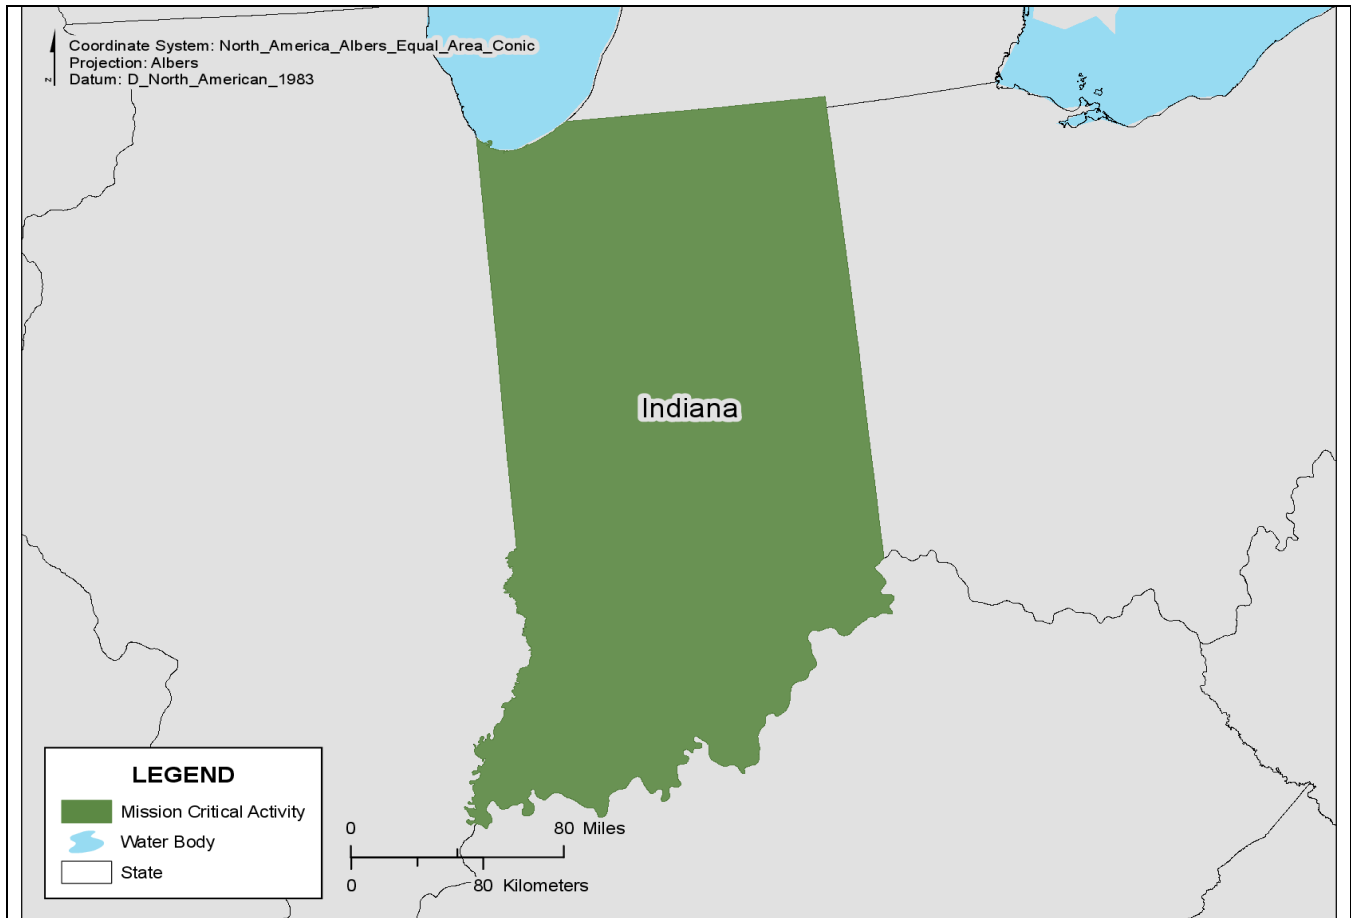 Coordinate System: North_America_Albers_Equal_Area_Conic
Projection: Albers
Datum: D_North_American_1983
z
Indiana
LEGEND
Mission Critical Activity
Water Body
State
0 80 Miles
0 80 Kilometers